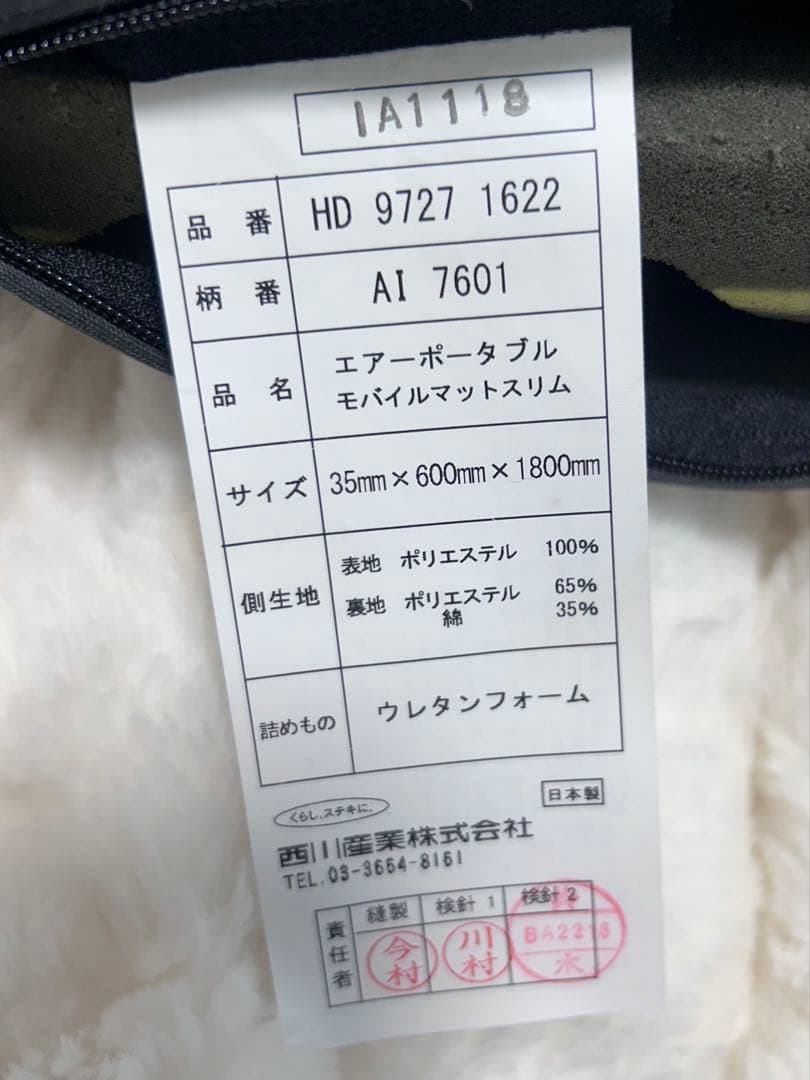 IA1118
品番 HD 9727 1622
柄番 AI 7601
品名 エアーポータブル
モバイルマットスリム
サイズ 35mm×600mm×1800mm
側生地 表地 ポリエステル 100%
裏地 ポリエステル 65%
綿 35%
詰めもの ウレタンフォーム
日本製
くらし、ステキに。
西川産業株式会社
TEL.03-3664-8161
責任者 縫製 検針1 検針2
今村 川村 BA2218